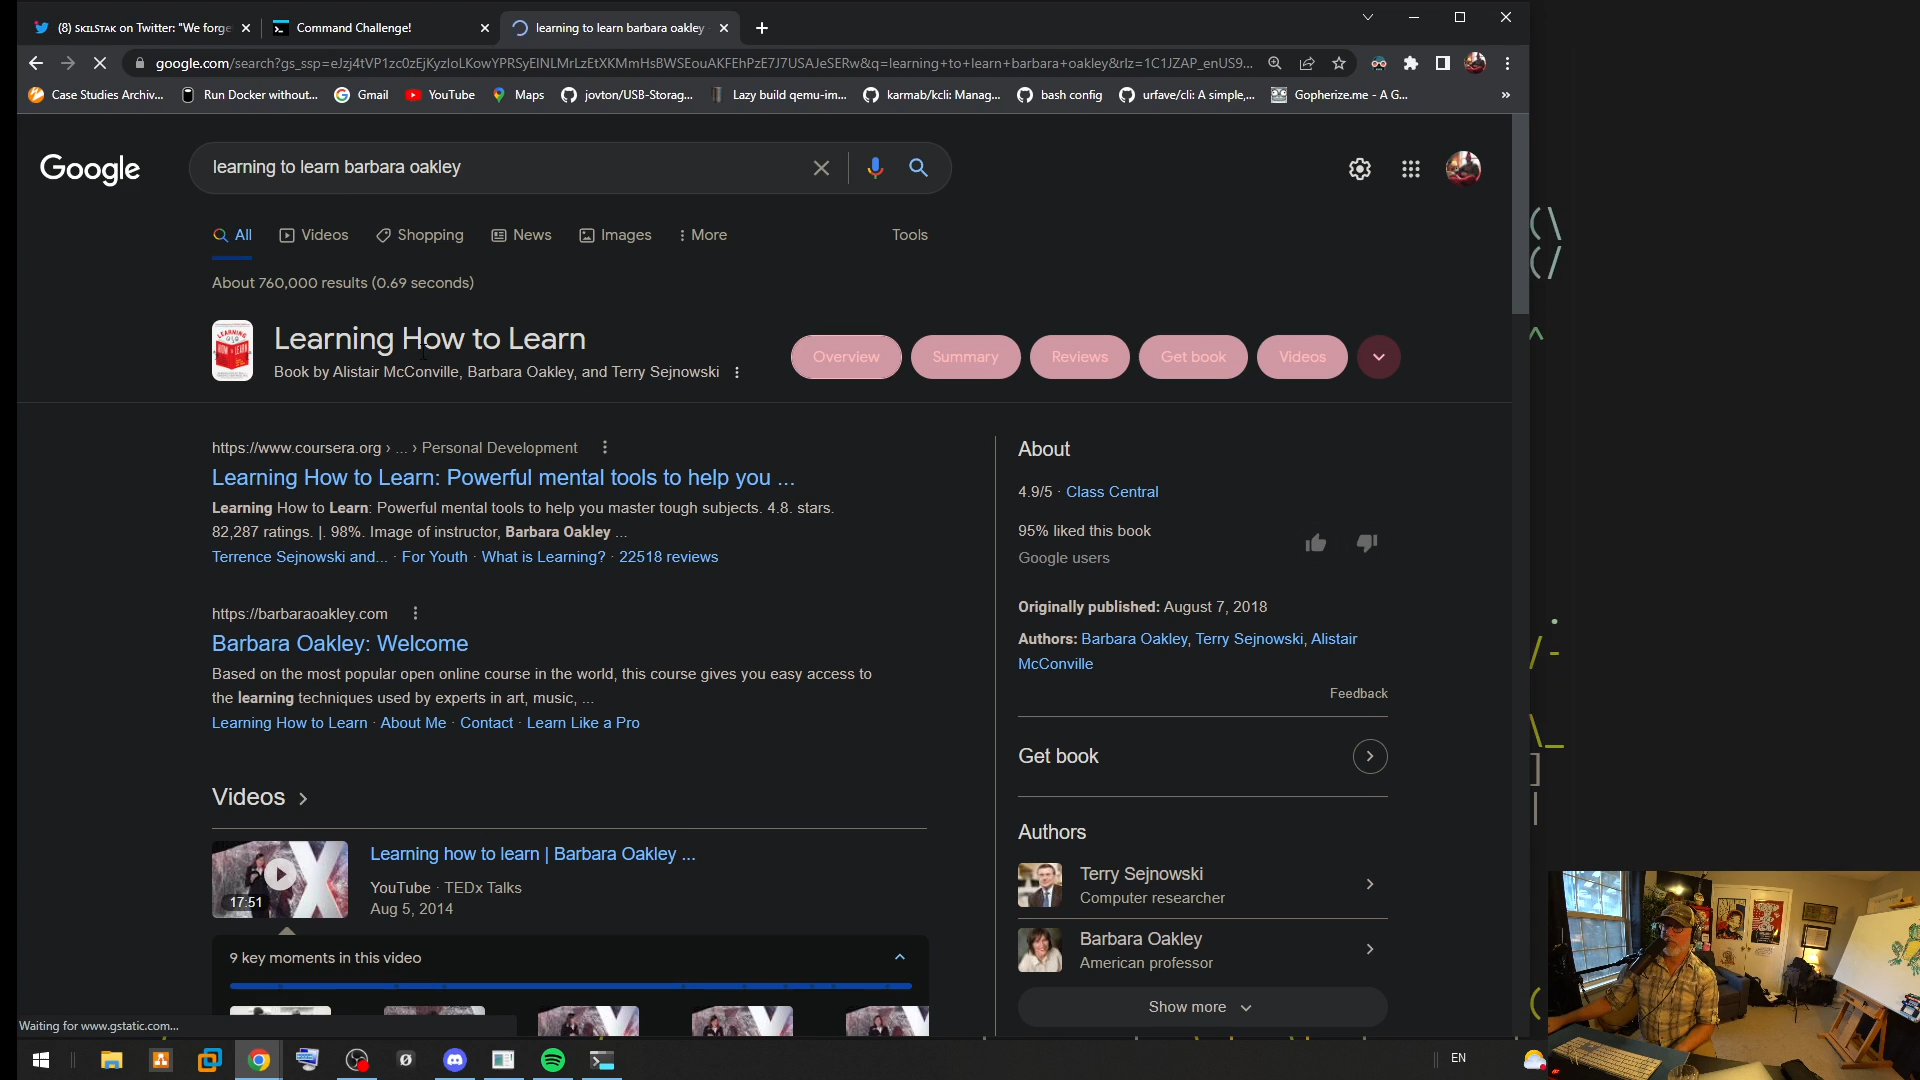 (8) sᴋɪʟsᴛᴀᴋ on Twitter: "We forge
Command Challenge!
learning to learn barbara oakley
google.com/search?gs_ssp=eJzj4tVP1zc0zEjKyzIoLKowYPRSyEINLMrLzEtXKMmHsBWSEouAKFEhPzE7J7USAJeSERw&q=learning+to+learn+barbara+oakley&rlz=1C1JZAP_enUS9...
Case Studies Archiv...
Run Docker without...
Gmail
YouTube
Maps
jovton/USB-Storag...
Lazy build qemu-im...
karmab/kcli: Manag...
bash config
urfave/cli: A simple,...
Gopherize.me - A G...
»
Google
learning to learn barbara oakley
All
Videos
Shopping
News
Images
More
Tools
About 760,000 results (0.69 seconds)
Learning How to Learn
Book by Alistair McConville, Barbara Oakley, and Terry Sejnowski
Overview
Summary
Reviews
Get book
Videos
https://www.coursera.org › ... › Personal Development
Learning How to Learn: Powerful mental tools to help you ...
Learning How to Learn: Powerful mental tools to help you master tough subjects. 4.8. stars.
82,287 ratings. |. 98%. Image of instructor, Barbara Oakley ...
Terrence Sejnowski and... · For Youth · What is Learning? · 22518 reviews
https://barbaraoakley.com
Barbara Oakley: Welcome
Based on the most popular open online course in the world, this course gives you easy access to
the learning techniques used by experts in art, music, ...
Learning How to Learn · About Me · Contact · Learn Like a Pro
Videos
17:51
Learning how to learn | Barbara Oakley ...
YouTube · TEDx Talks
Aug 5, 2014
9 key moments in this video
About
4.9/5 · Class Central
95% liked this book
Google users
Originally published: August 7, 2018
Authors: Barbara Oakley, Terry Sejnowski, Alistair
McConville
Feedback
Get book
Authors
Terry Sejnowski
Computer researcher
Barbara Oakley
American professor
Show more
Waiting for www.gstatic.com...
EN